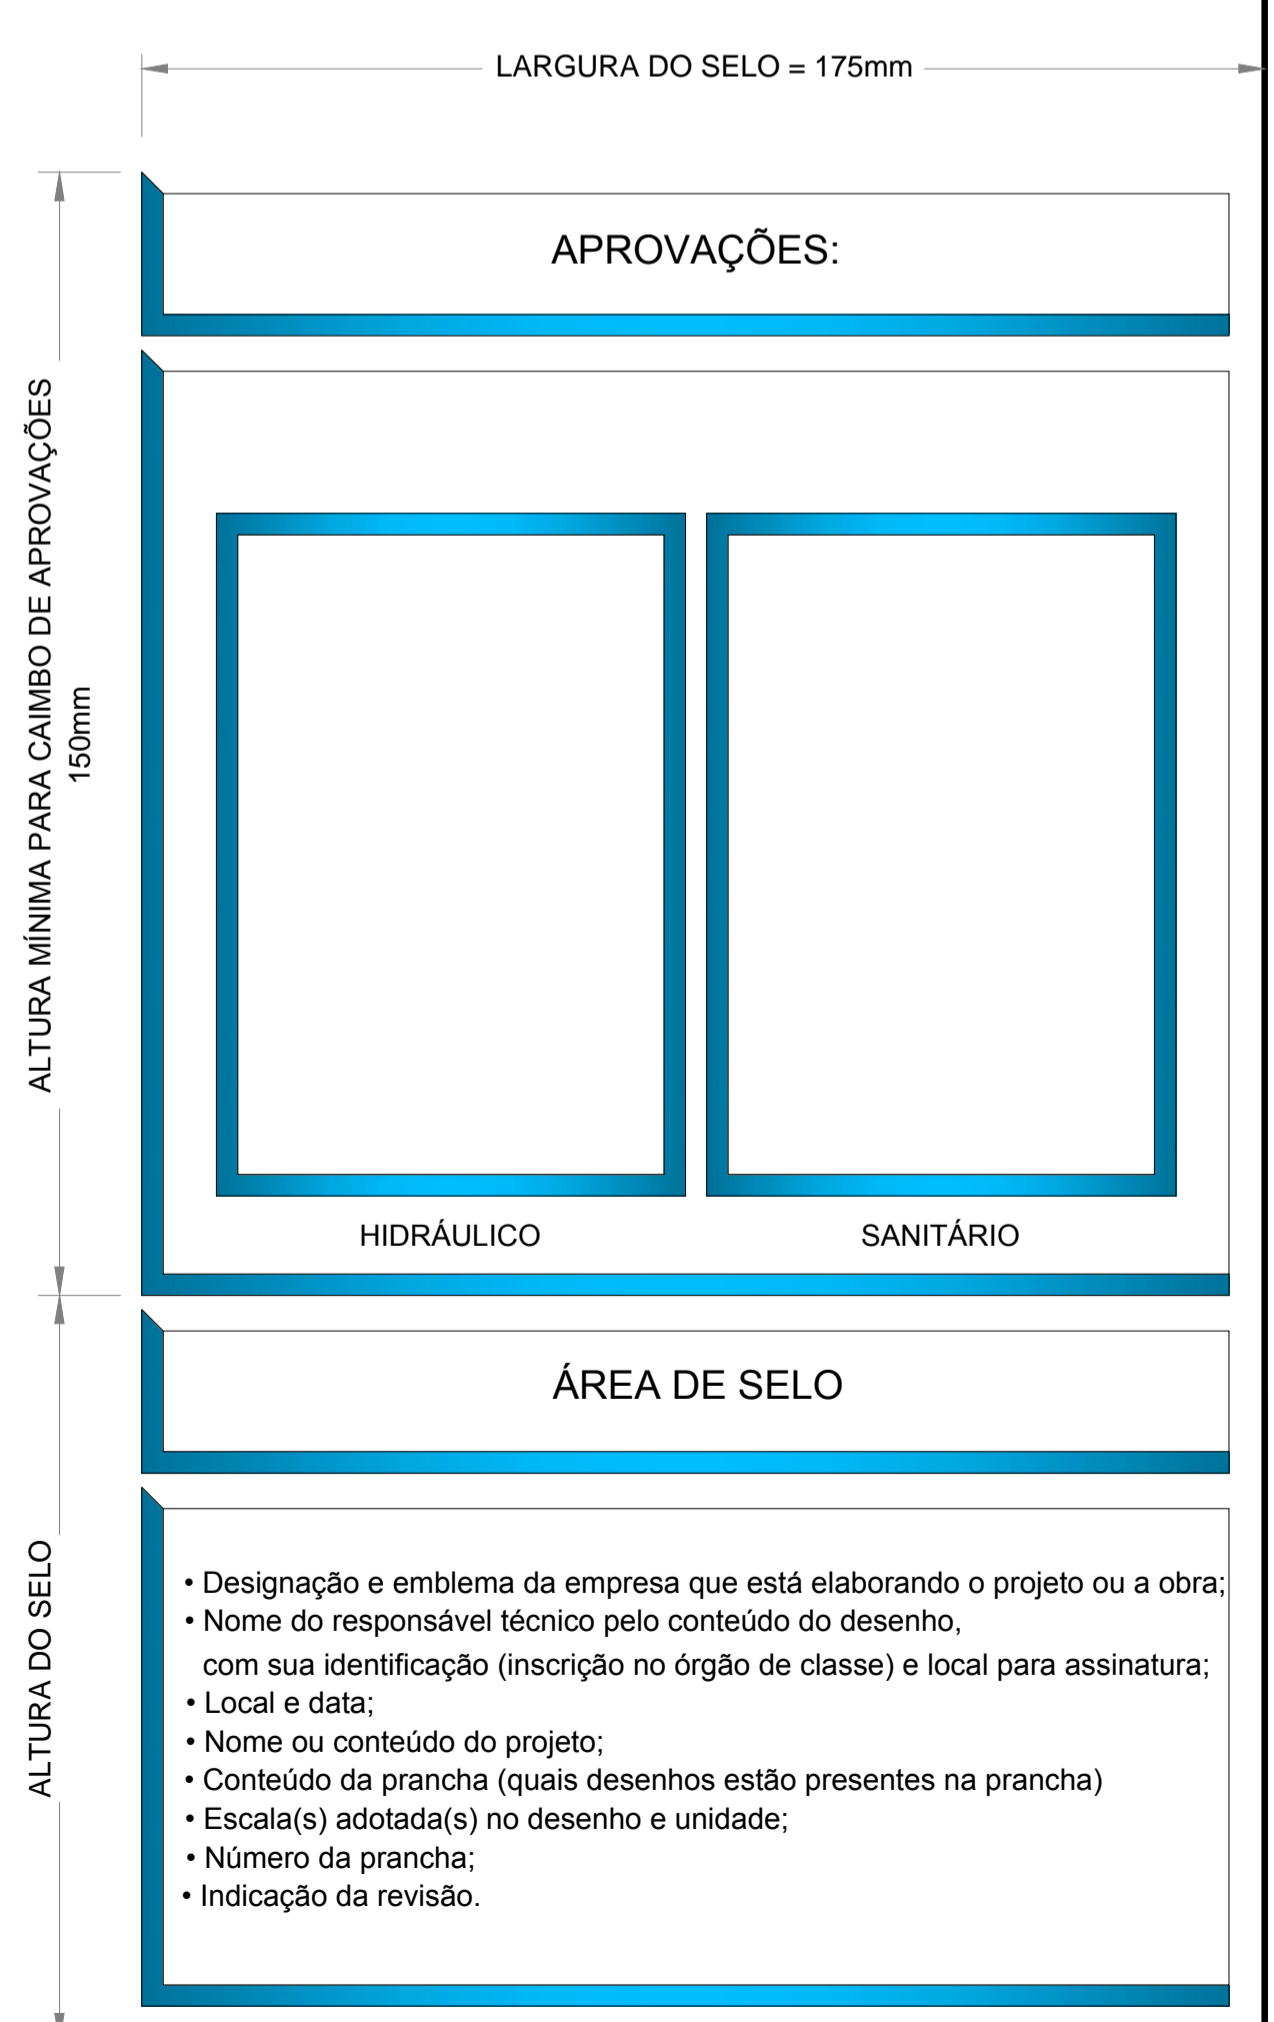 LARGURA DO SELO = 175mm
APROVAÇÕES:
ALTURA MÍNIMA PARA CAIMBO DE APROVAÇÕES
150mm
HIDRÁULICO
SANITÁRIO
ÁREA DE SELO
ALTURA DO SELO
• Designação e emblema da empresa que está elaborando o projeto ou a obra;
• Nome do responsável técnico pelo conteúdo do desenho,
com sua identificação (inscrição no órgão de classe) e local para assinatura;
• Local e data;
• Nome ou conteúdo do projeto;
• Conteúdo da prancha (quais desenhos estão presentes na prancha)
• Escala(s) adotada(s) no desenho e unidade;
• Número da prancha;
• Indicação da revisão.